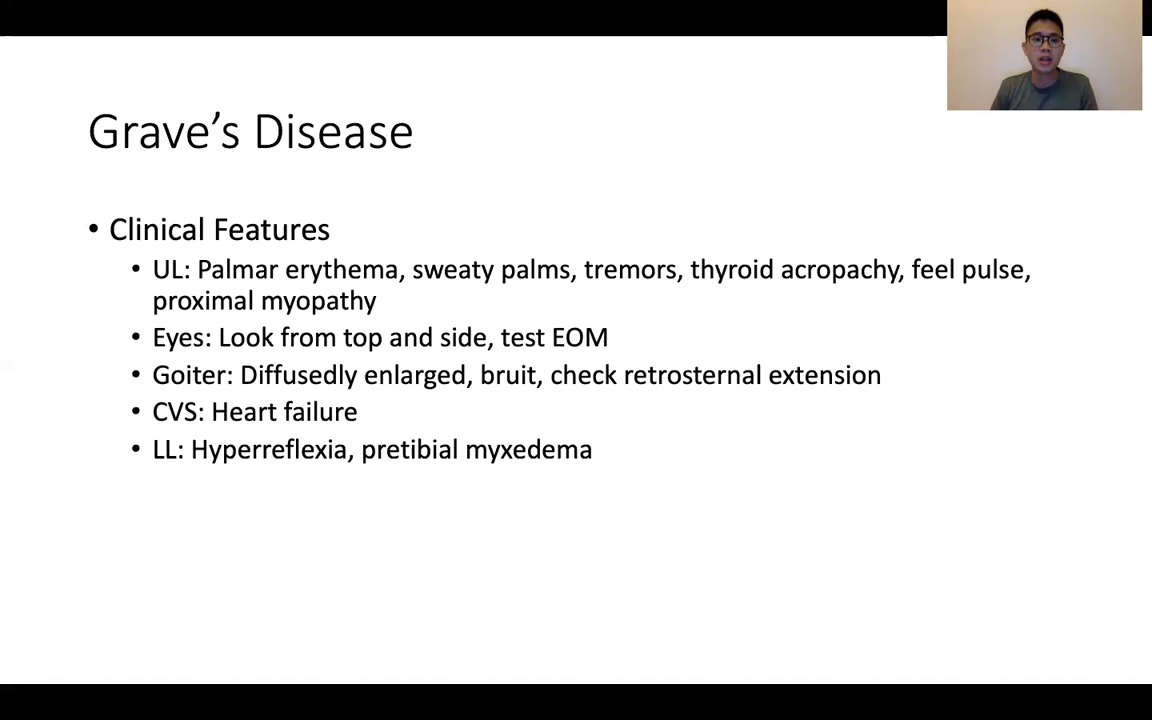 Grave's Disease
• Clinical Features
• UL: Palmar erythema, sweaty palms, tremors, thyroid acropachy, feel pulse,
proximal myopathy
• Eyes: Look from top and side, test EOM
• Goiter: Diffusedly enlarged, bruit, check retrosternal extension
• CVS: Heart failure
• LL: Hyperreflexia, pretibial myxedema